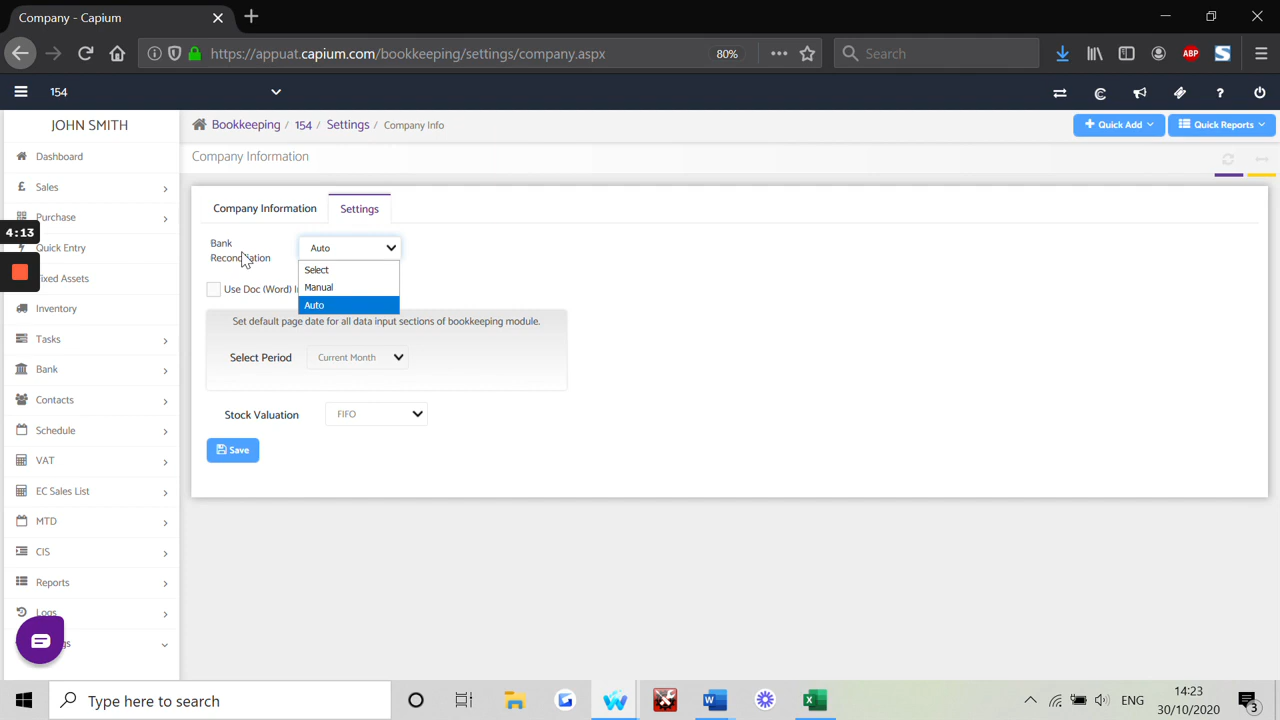 Company - Capium
https://appuat.capium.com/bookkeeping/settings/company.aspx
80%
Search
ABP
154
JOHN SMITH
Bookkeeping / 154 / Settings / Company Info
Quick Add
Quick Reports
Company Information
Dashboard
Sales
Purchase
4:13
Quick Entry
Fixed Assets
Inventory
Tasks
Bank
Contacts
Schedule
VAT
EC Sales List
MTD
CIS
Reports
Logs
Company Information
Settings
Bank
Reconciliation
Auto
Select
Manual
Auto
Use Doc (Word)
Set default page date for all data input sections of bookkeeping module.
Select Period
Current Month
Stock Valuation
FIFO
Save
Type here to search
ENG
14:23
30/10/2020
3